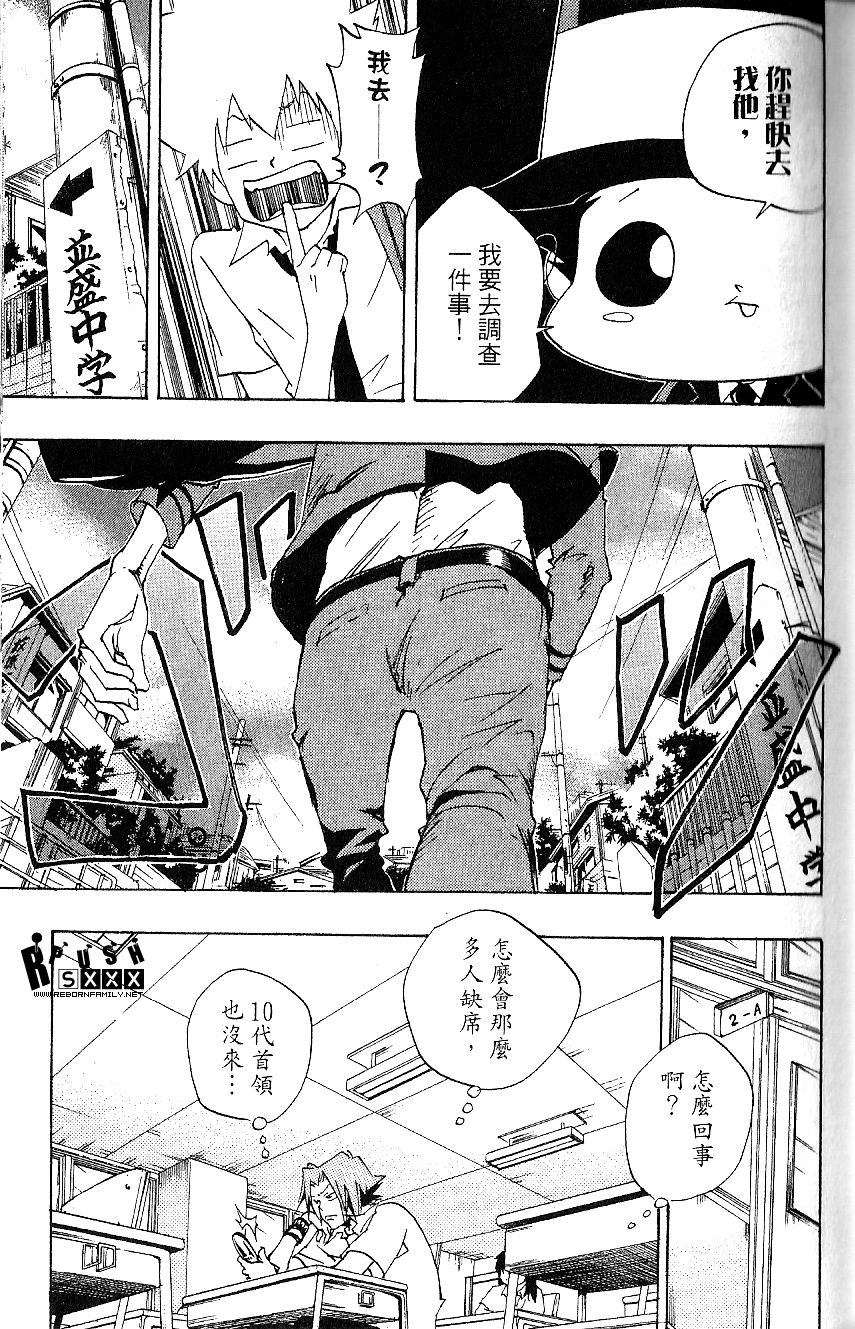 你趕快去
找他，
我要去調查
一件事！
我去——？
並盛中学
並盛中学
2-A
怎麼回事
啊？
怎麼會那麼
多人缺席，
10代首領
也沒來…
RPUSH
SXXX
WWW.REBORNFAMILY.NET